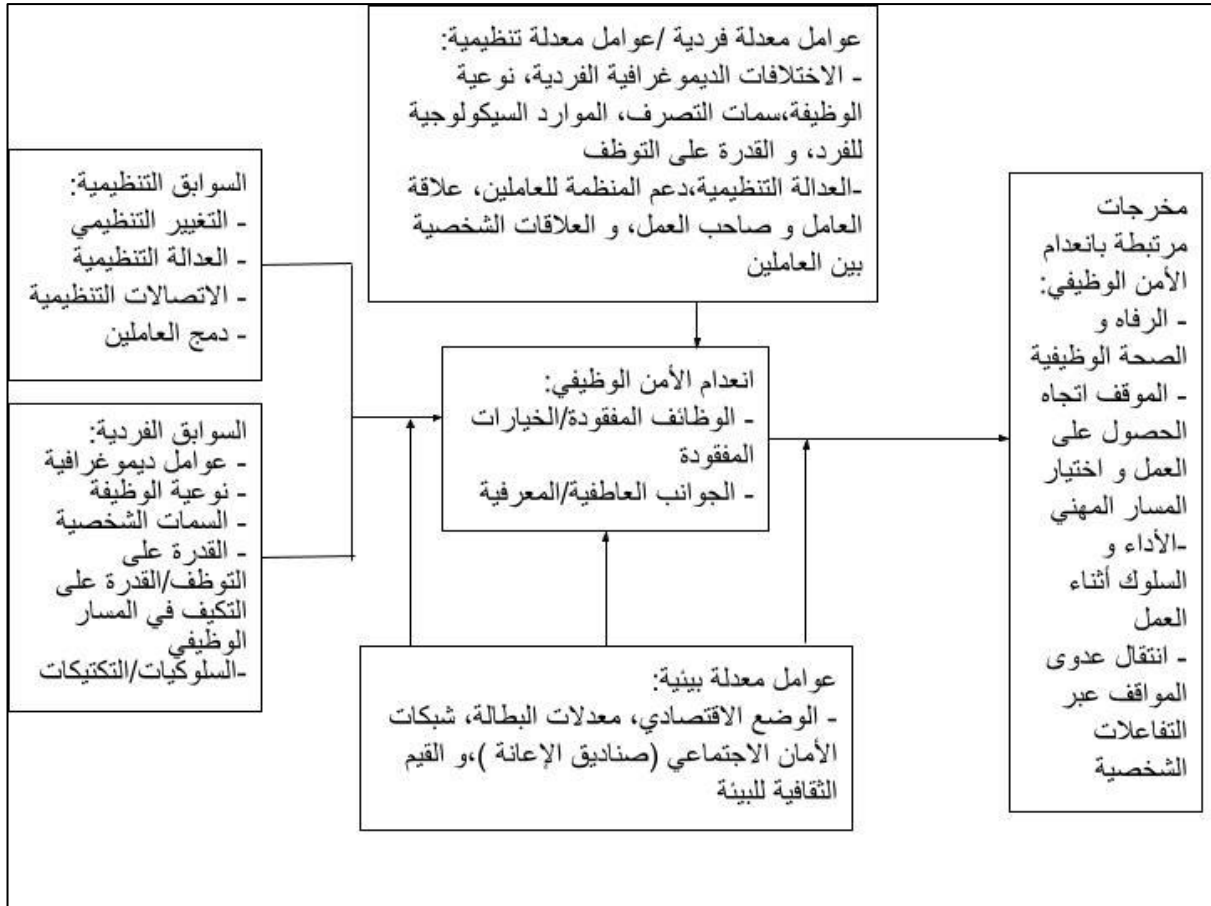 عوامل معدلة فردية /عوامل معدلة تنظيمية:
- الاختلافات الديموغرافية الفردية، نوعية
الوظيفة،سمات التصرف، الموارد السيكولوجية
للفرد، و القدرة على التوظف
-العدالة التنظيمية،دعم المنظمة للعاملين، علاقة
العامل و صاحب العمل، و العلاقات الشخصية
بين العاملين
السوابق التنظيمية:
- التغيير التنظيمي
- العدالة التنظيمية
- الاتصالات التنظيمية
- دمج العاملين
السوابق الفردية:
- عوامل ديموغرافية
- نوعية الوظيفة
- السمات الشخصية
- القدرة على
التوظف/القدرة على
التكيف في المسار
الوظيفي
-السلوكيات/التكتيكات
انعدام الأمن الوظيفي:
- الوظائف المفقودة/الخيارات
المفقودة
- الجوانب العاطفية/المعرفية
عوامل معدلة بيئية:
- الوضع الاقتصادي، معدلات البطالة، شبكات
الأمان الاجتماعي (صناديق الإعانة )،و القيم
الثقافية للبيئة
مخرجات
مرتبطة بانعدام
الأمن الوظيفي:
- الرفاه و
الصحة الوظيفية
- الموقف اتجاه
الحصول على
العمل و اختيار
المسار المهني
-الأداء و
السلوك أثناء
العمل
- انتقال عدوى
المواقف عبر
التفاعلات
الشخصية